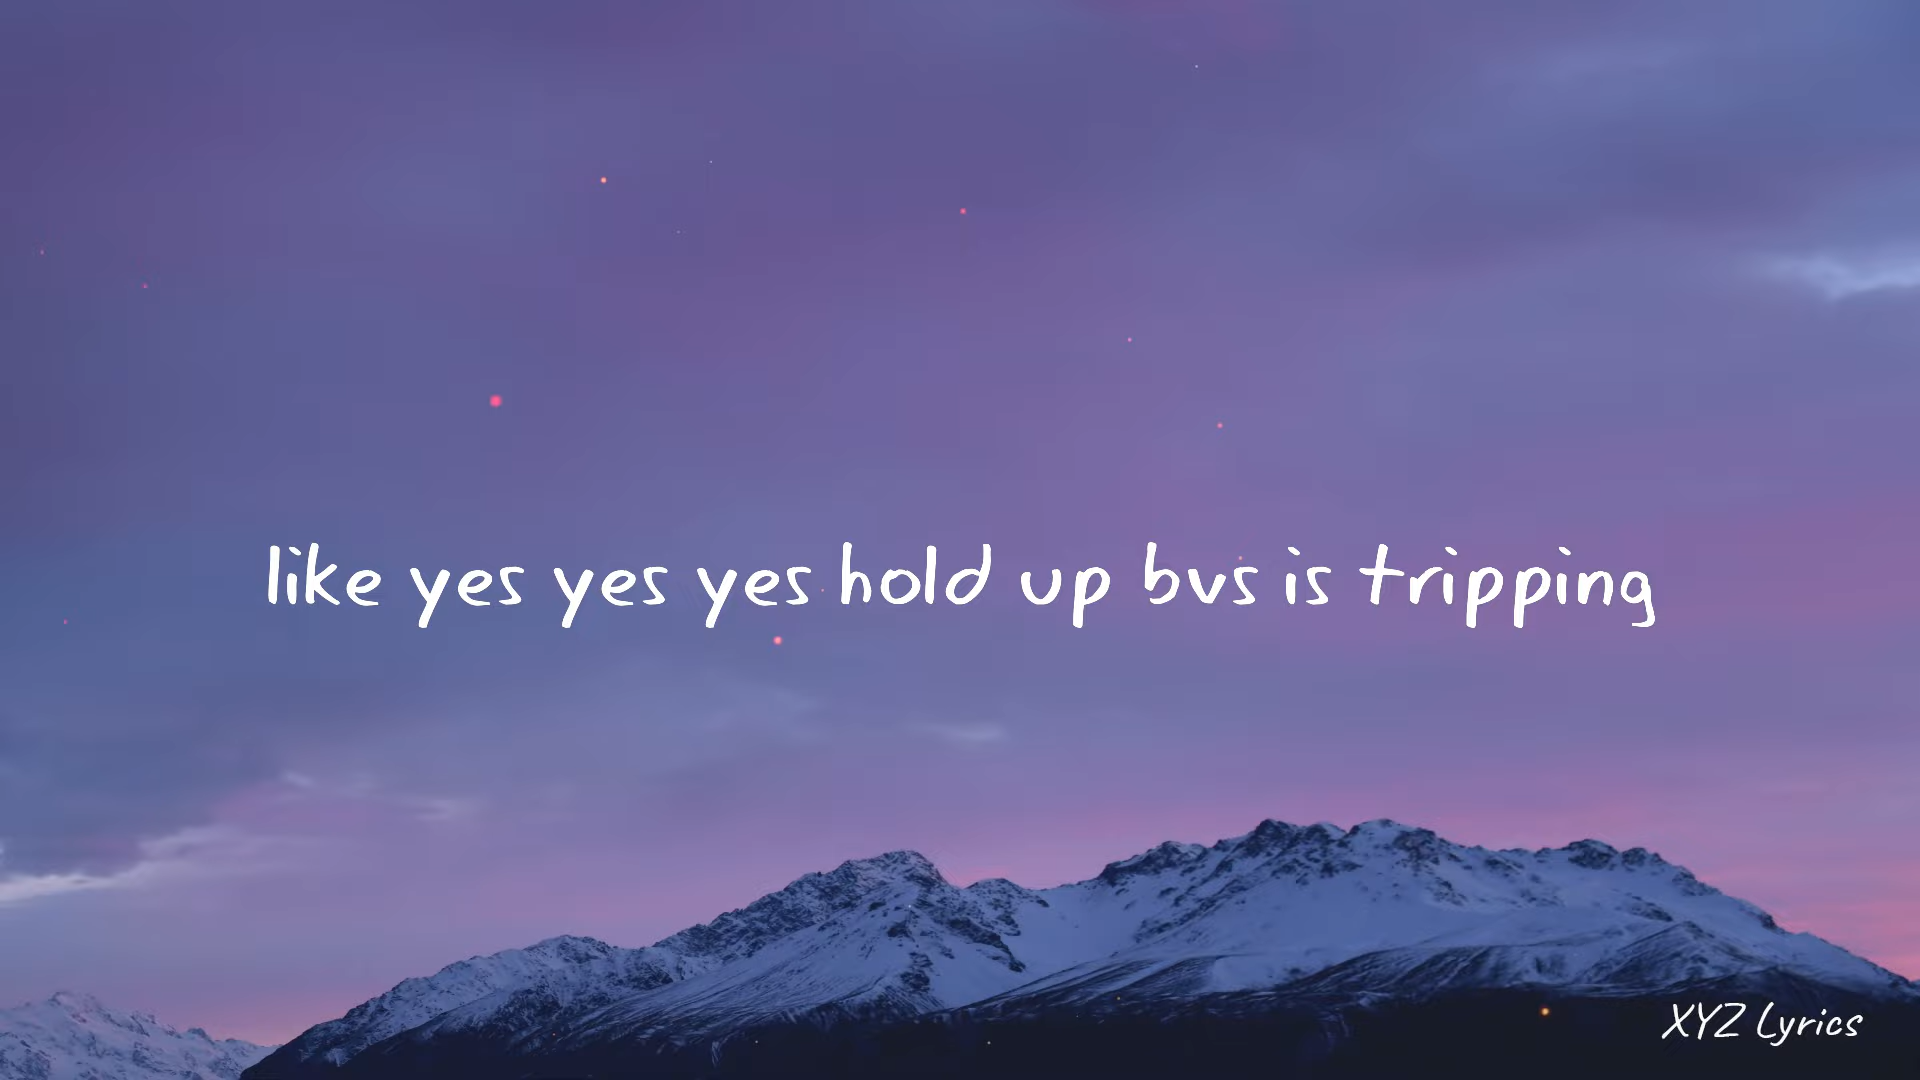 like yes yes yes hold up bvs is tripping
XYZ Lyrics